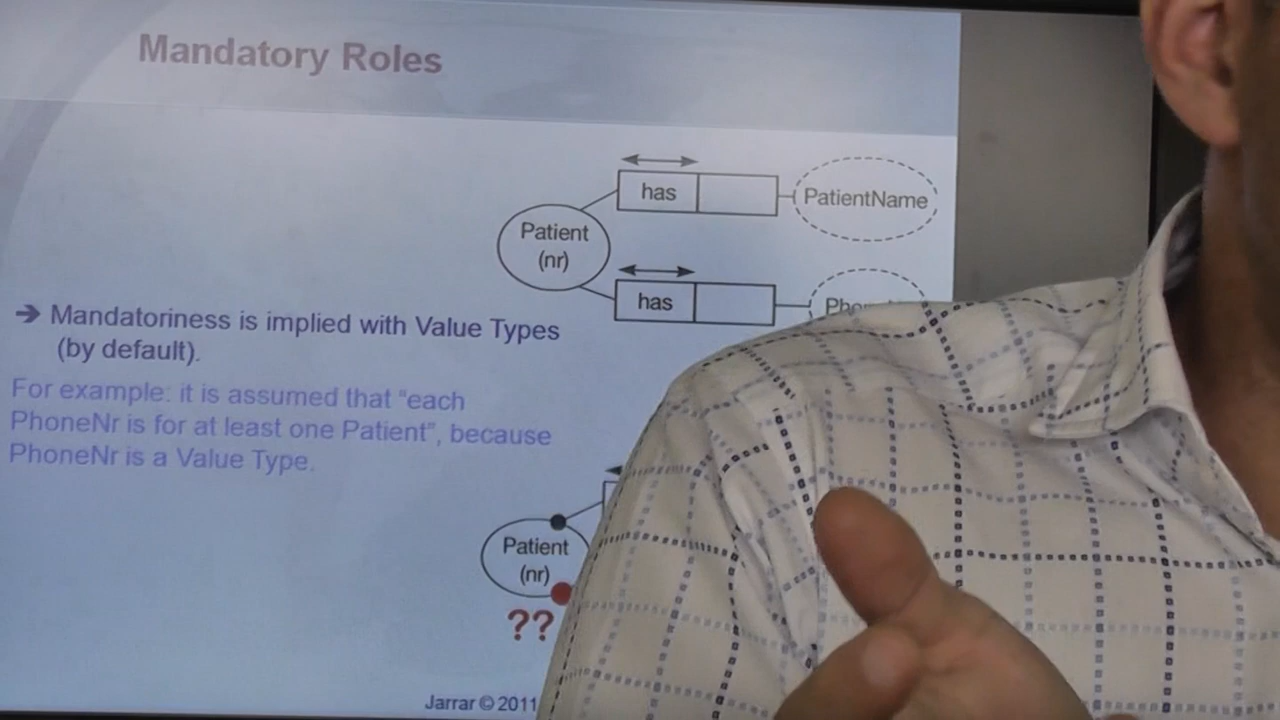 Mandatory Roles
has
PatientName
Patient
(nr)
has
➔ Mandatoriness is implied with Value Types
(by default).
For example: it is assumed that “each
PhoneNr is for at least one Patient”, because
PhoneNr is a Value Type.
Patient
(nr)
??
Jarrar © 2011